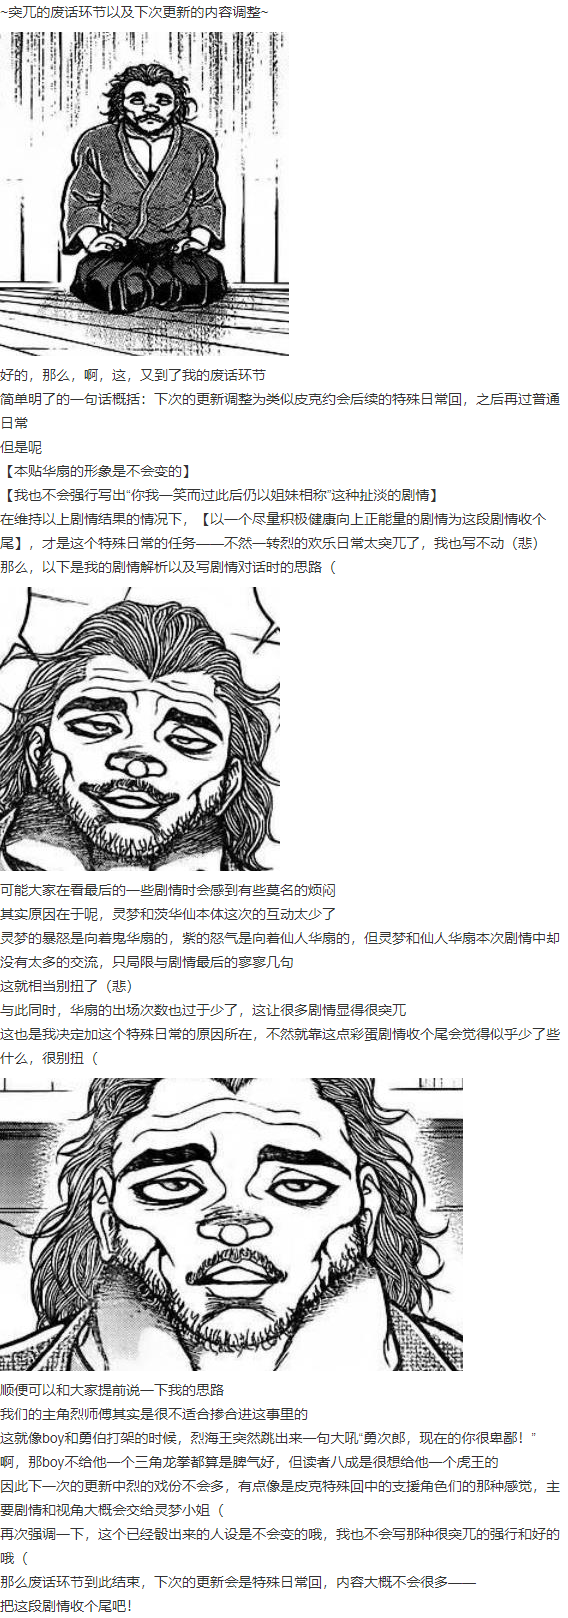 ~突兀的废话环节以及下次更新的内容调整~
好的，那么，啊，这，又到了我的废话环节
简单明了的一句话概括：下次的更新调整为类似皮克约会后续的特殊日常回，之后再过普通
日常
但是呢
【本贴华扇的形象是不会变的】
【我也不会强行写出“你我一笑而过此后仍以姐妹相称”这种扯淡的剧情】
在维持以上剧情结果的情况下，【以一个尽量积极健康向上正能量的剧情为这段剧情收个
尾】，才是这个特殊日常的任务——不然一转烈的欢乐日常太突兀了，我也写不动（悲）
那么，以下是我的剧情解析以及写剧情对话时的思路（
可能大家在看最后的一些剧情时会感到有些莫名的烦闷
其实原因在于呢，灵梦和茨华仙本体这次的互动太少了
灵梦的暴怒是向着鬼华扇的，紫的怒气是向着仙人华扇的，但灵梦和仙人华扇本次剧情中却
没有太多的交流，只局限与剧情最后的寥寥几句
这就相当别扭了（悲）
与此同时，华扇的出场次数也过于少了，这让很多剧情显得很突兀
这也是我决定加这个特殊日常的原因所在，不然就靠这点彩蛋剧情收个尾会觉得似乎少了些
什么，很别扭（
顺便可以和大家提前说一下我的思路
我们的主角烈师傅其实是很不适合掺合进这事里的
这就像boy和勇伯打架的时候，烈海王突然跳出来一句大吼“勇次郎，现在的你很卑鄙！”
啊，那boy不给他一个三角龙拳都算是脾气好，但读者八成是很想给他一个虎王的
因此下一次的更新中烈的戏份不会多，有点像是皮克特殊回中的支援角色们的那种感觉，主
要剧情和视角大概会交给灵梦小姐（
再次强调一下，这个已经骰出来的人设是不会变的哦，我也不会写那种很突兀的强行和好的
哦（
那么废话环节到此结束，下次的更新会是特殊日常回，内容大概不会很多——
把这段剧情收个尾吧！